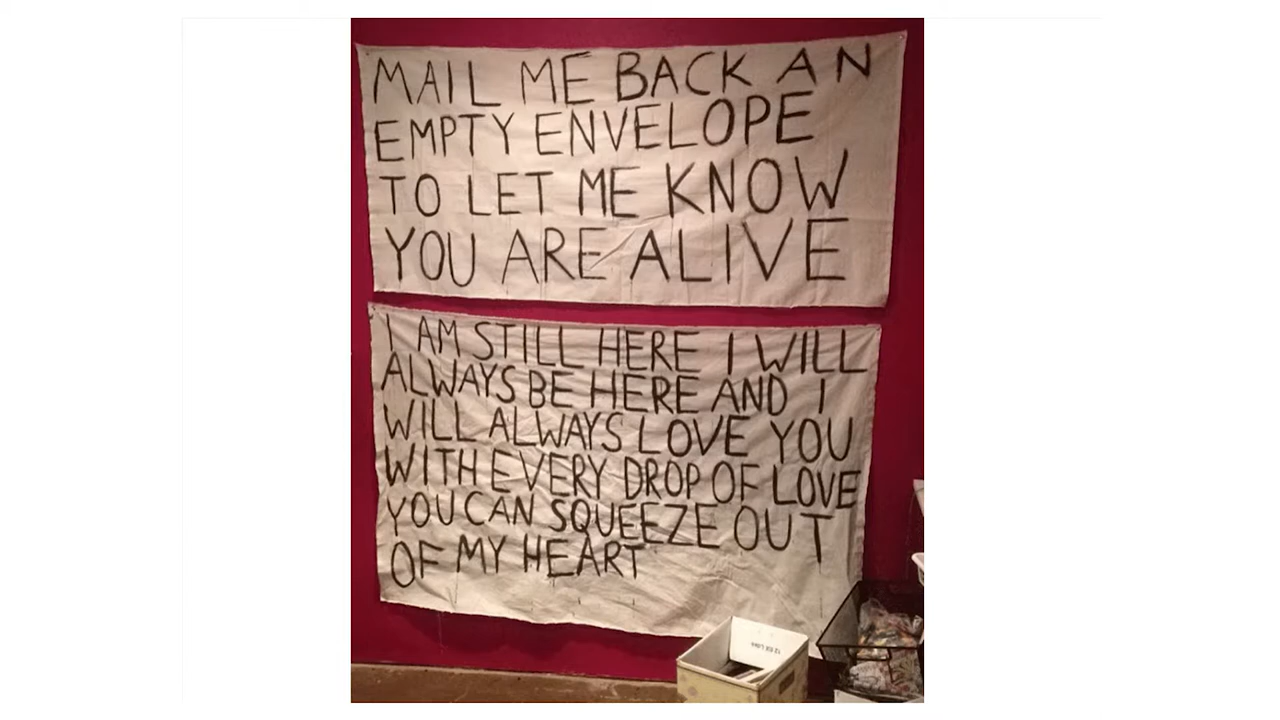 MAIL ME BACK AN
EMPTY ENVELOPE
TO LET ME KNOW
YOU ARE ALIVE
I AM STILL HERE I WILL
ALWAYS BE HERE AND I
WILL ALWAYS LOVE YOU
WITH EVERY DROP OF LOVE
YOU CAN SQUEEZE OUT
OF MY HEART